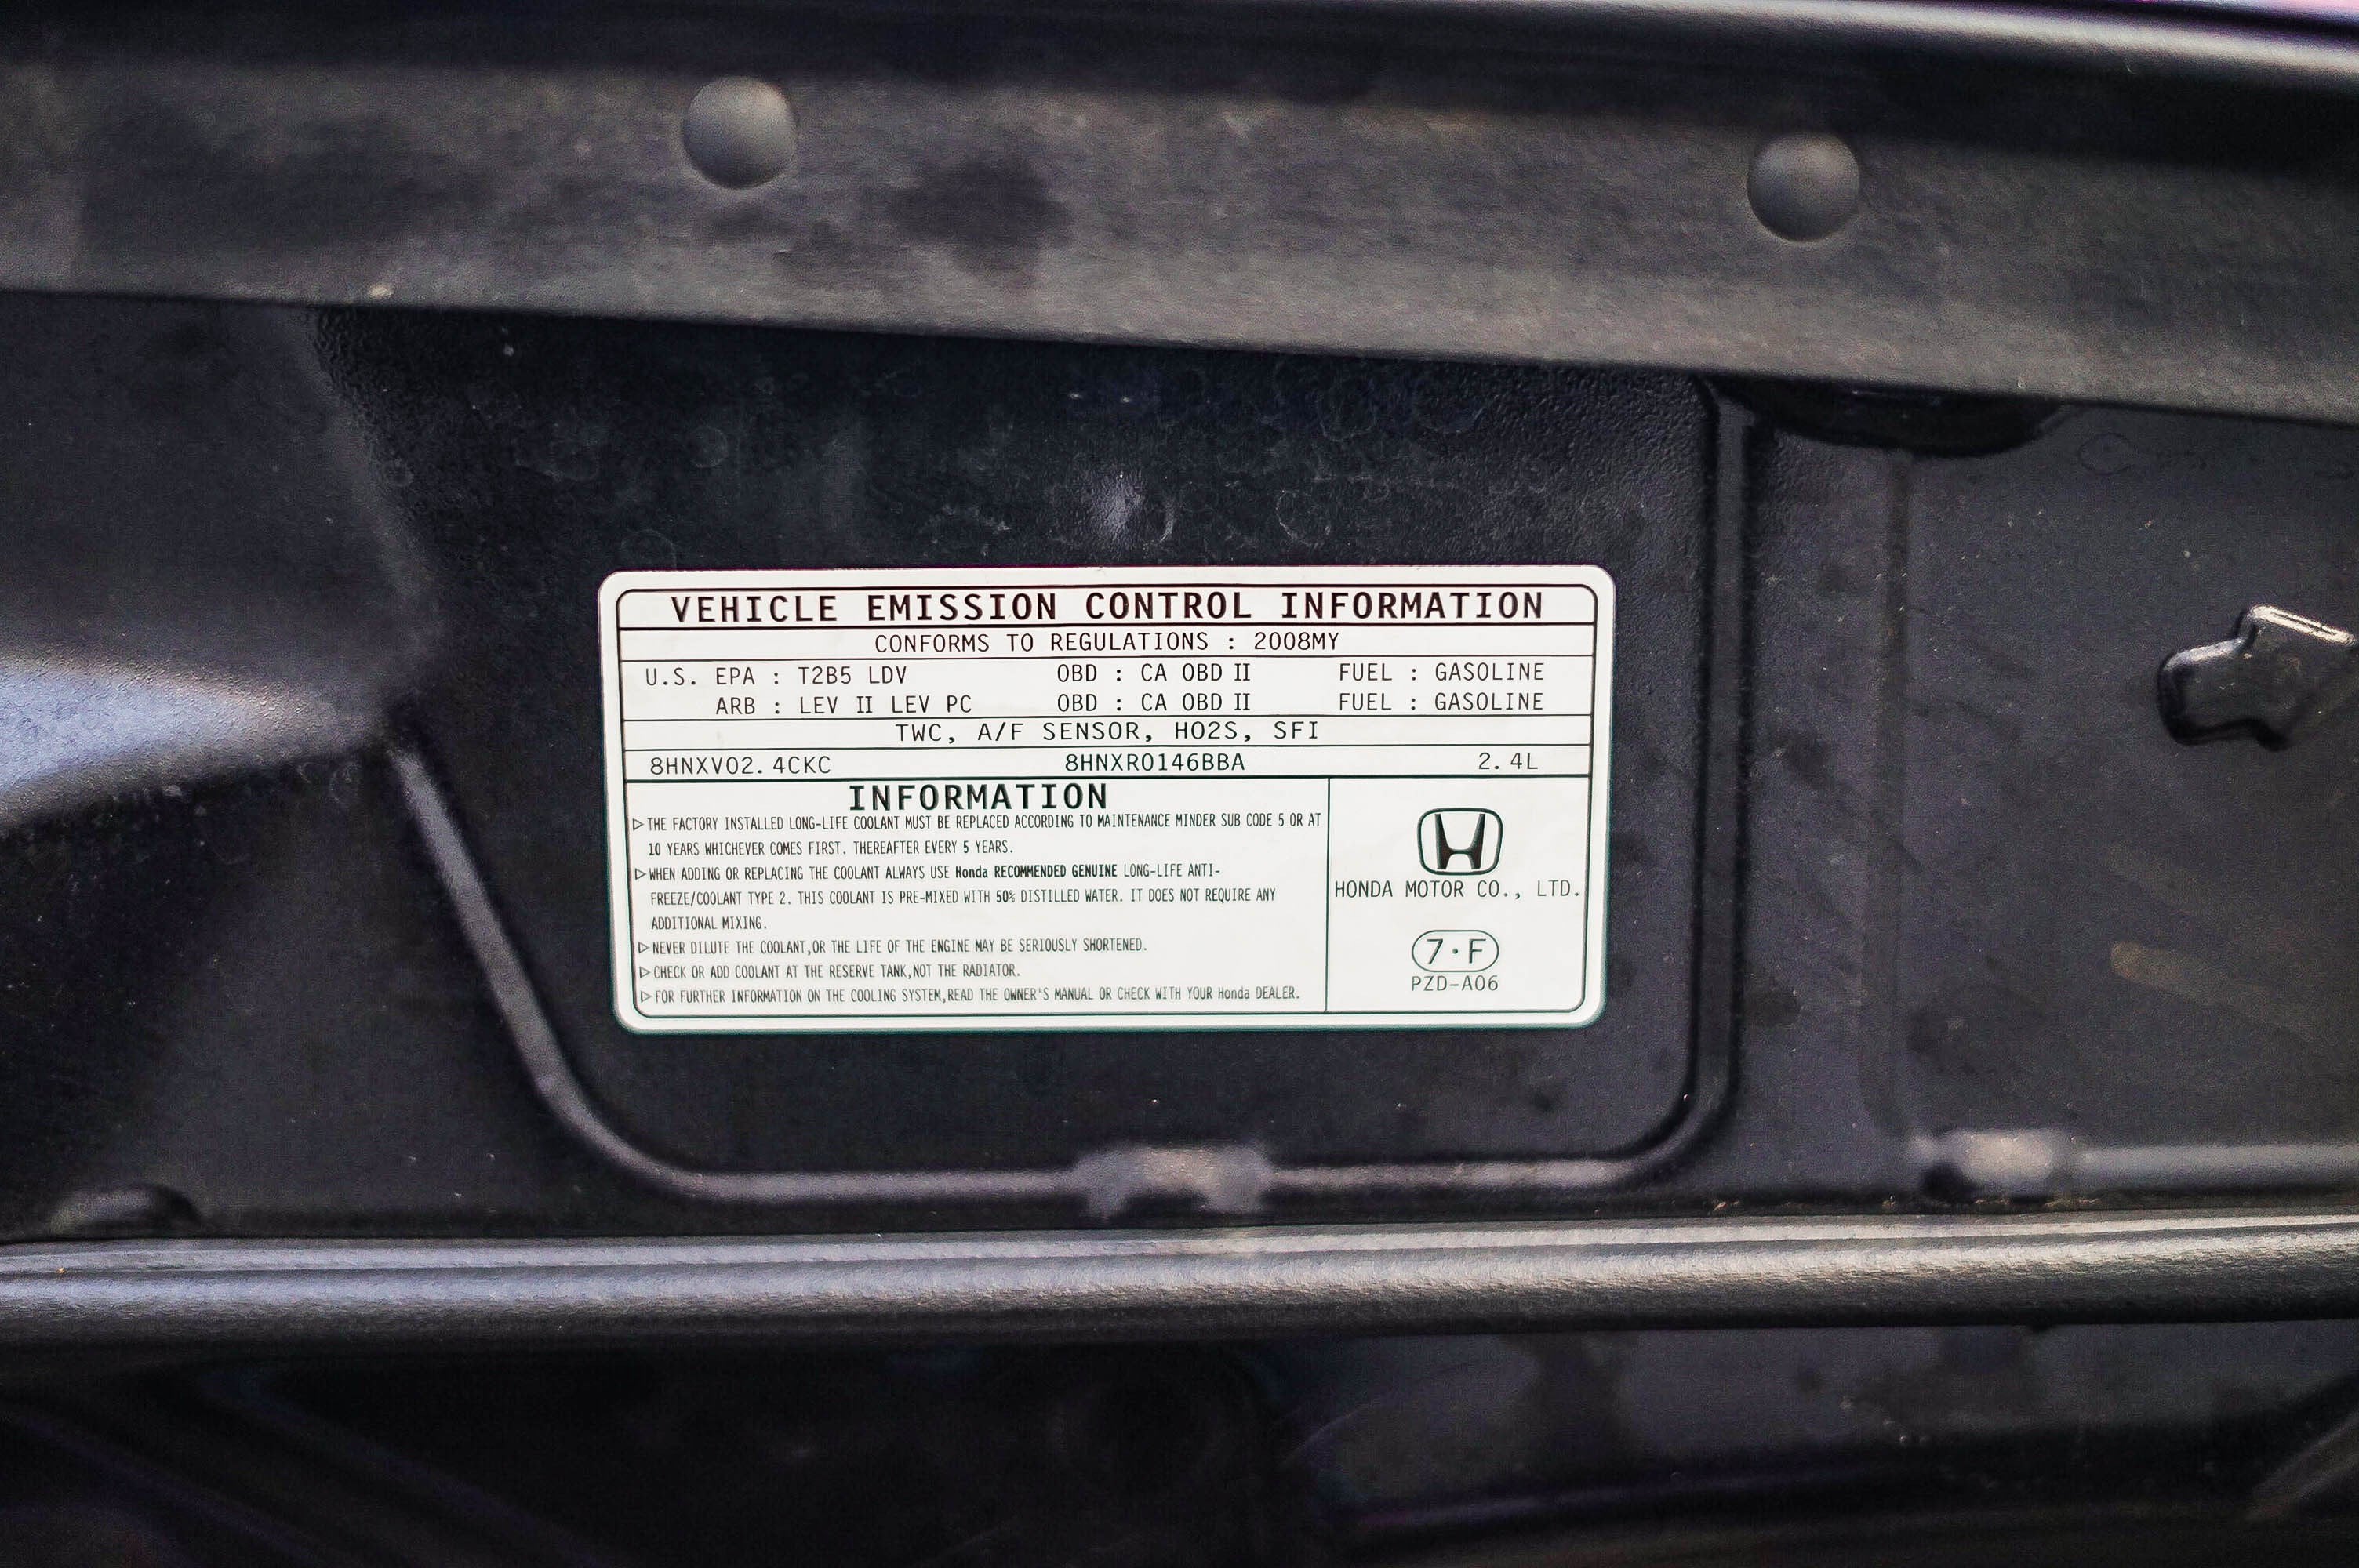 VEHICLE EMISSION CONTROL INFORMATION
CONFORMS TO REGULATIONS : 2008MY
U.S. EPA : T2B5 LDV OBD : CA OBD II FUEL : GASOLINE
ARB : LEV II LEV PC OBD : CA OBD II FUEL : GASOLINE
TWC, A/F SENSOR, HO2S, SFI
8HNXV02.4CKC 8HNXR0146BBA 2.4L
INFORMATION
▷THE FACTORY INSTALLED LONG-LIFE COOLANT MUST BE REPLACED ACCORDING TO MAINTENANCE MINDER SUB CODE 5 OR AT
10 YEARS WHICHEVER COMES FIRST. THEREAFTER EVERY 5 YEARS.
▷WHEN ADDING OR REPLACING THE COOLANT ALWAYS USE Honda RECOMMENDED GENUINE LONG-LIFE ANTI-
FREEZE/COOLANT TYPE 2. THIS COOLANT IS PRE-MIXED WITH 50% DISTILLED WATER. IT DOES NOT REQUIRE ANY
ADDITIONAL MIXING.
▷NEVER DILUTE THE COOLANT,OR THE LIFE OF THE ENGINE MAY BE SERIOUSLY SHORTENED.
▷CHECK OR ADD COOLANT AT THE RESERVE TANK,NOT THE RADIATOR.
▷FOR FURTHER INFORMATION ON THE COOLING SYSTEM,READ THE OWNER'S MANUAL OR CHECK WITH YOUR Honda DEALER.
HONDA MOTOR CO., LTD.
7·F
PZD-A06